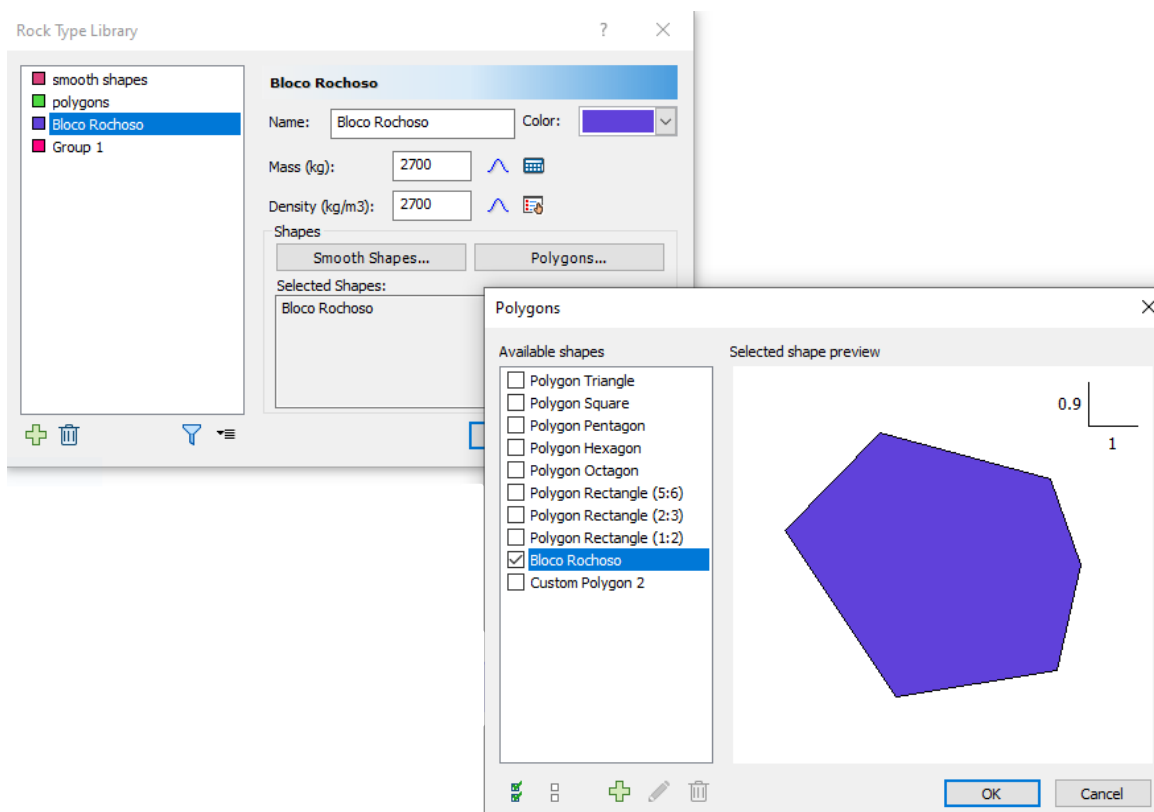 Rock Type Library
?
smooth shapes
polygons
Bloco Rochoso
Group 1
Bloco Rochoso
Name: Bloco Rochoso Color:
Mass (kg): 2700
Density (kg/m3): 2700
Shapes
Smooth Shapes... Polygons...
Selected Shapes:
Bloco Rochoso
Polygons
Available shapes
Polygon Triangle
Polygon Square
Polygon Pentagon
Polygon Hexagon
Polygon Octagon
Polygon Rectangle (5:6)
Polygon Rectangle (2:3)
Polygon Rectangle (1:2)
Bloco Rochoso
Custom Polygon 2
Selected shape preview
0.9
1
OK Cancel